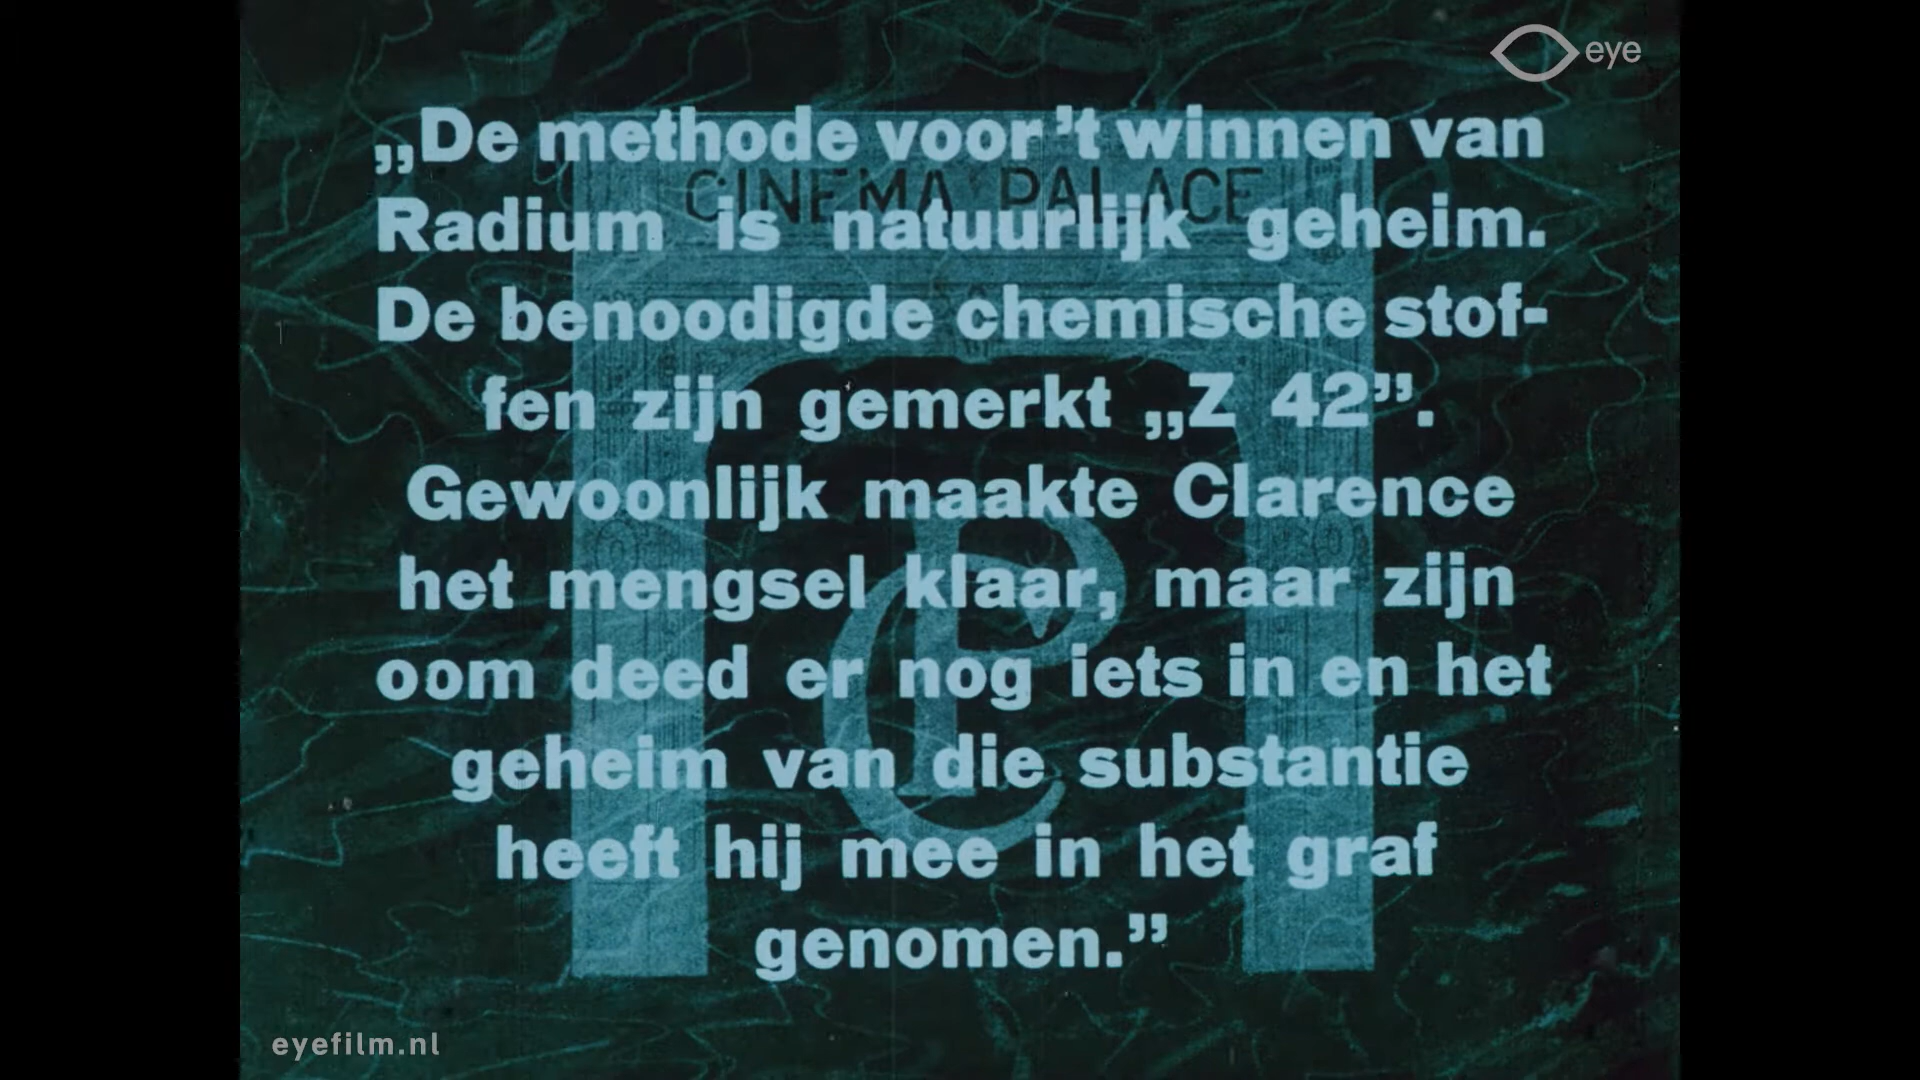 eye
„De methode voor 't winnen van
CINEMA PALACE
Radium is natuurlijk geheim.
De benoodigde chemische stof-
fen zijn gemerkt „Z 42”.
Gewoonlijk maakte Clarence
het mengsel klaar, maar zijn
oom deed er nog iets in en het
geheim van die substantie
heeft hij mee in het graf
genomen.”
CP
eyefilm.nl